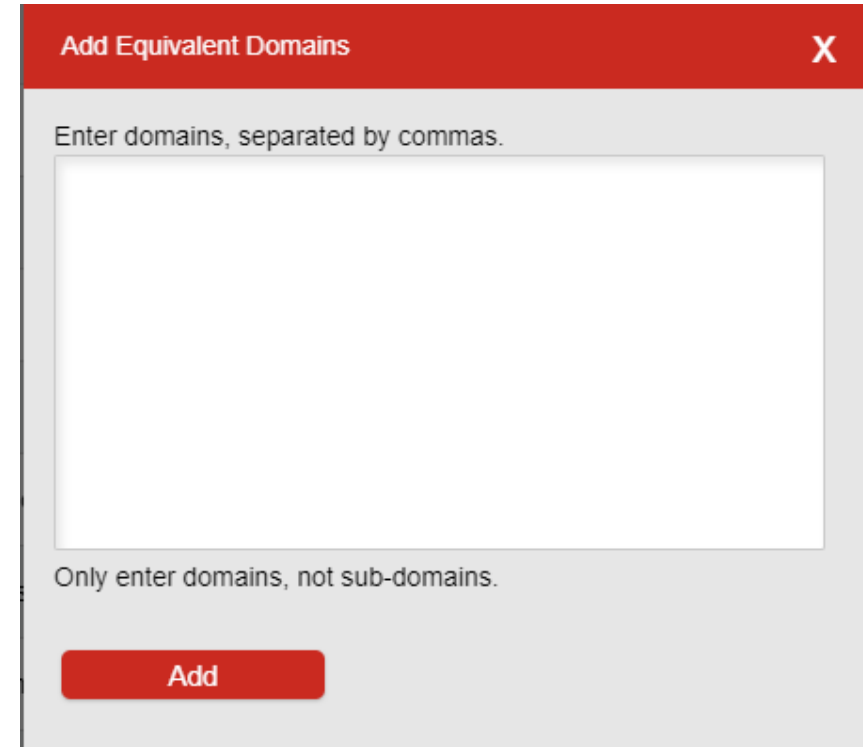 Add Equivalent Domains
X
Enter domains, separated by commas.
Only enter domains, not sub-domains.
Add